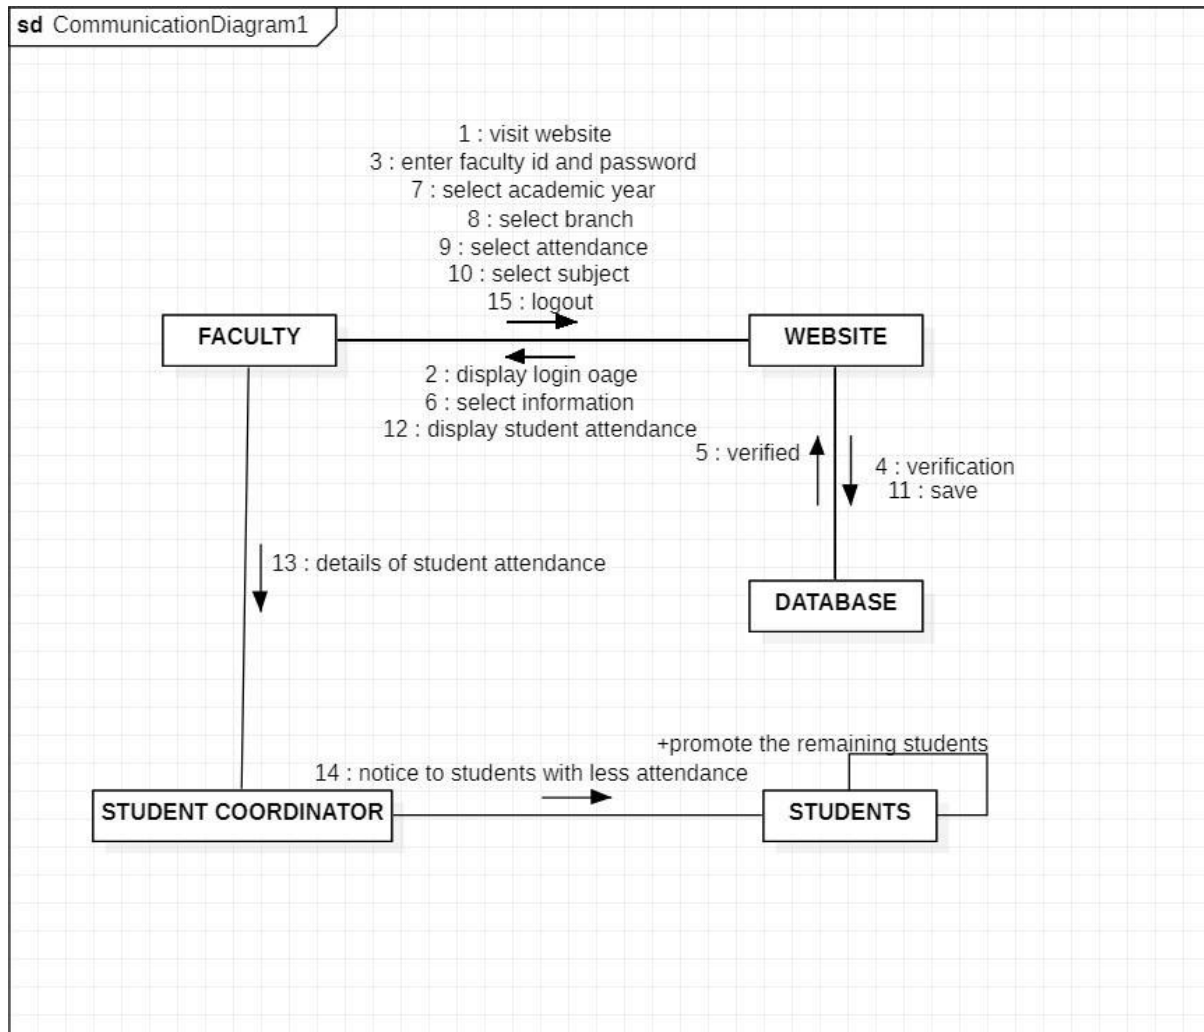 sd CommunicationDiagram1
1 : visit website
3 : enter faculty id and password
7 : select academic year
8 : select branch
9 : select attendance
10 : select subject
15 : logout
FACULTY
WEBSITE
2 : display login oage
6 : select information
12 : display student attendance
5 : verified
4 : verification
11 : save
13 : details of student attendance
DATABASE
+promote the remaining students
14 : notice to students with less attendance
STUDENT COORDINATOR
STUDENTS